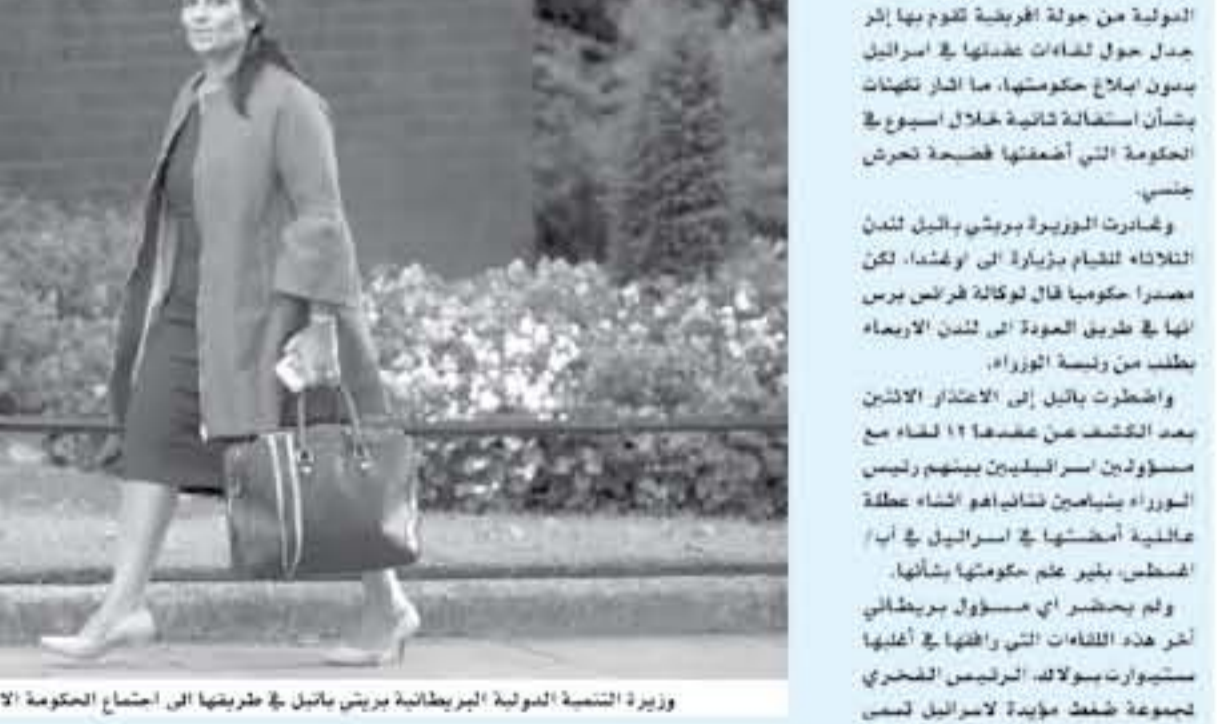 الدولية من جولة افريقية تقوم بها إثر
جدل حول لقاءات عقدتها في اسرائيل
بدون ابلاغ حكومتها، ما اثار تكهنات
بشأن استقالة ثانية خلال اسبوع في
الحكومة التي أضعفتها فضيحة تحرش
جنسي.
وغادرت الوزيرة بريتي باتيل لندن
الثلاثاء للقيام بزيارة الى اوغندا، لكن
مصدرا حكوميا قال لوكالة فرانس برس
انها في طريق العودة الى لندن الاربعاء
بطلب من رئيسة الوزراء.
واضطرت باتيل إلى الاعتذار الاثنين
بعد الكشف عن عقدها ١٢ لقاء مع
مسؤولين اسرائيليين بينهم رئيس
الوزراء بنيامين نتانياهو اثناء عطلة
عائلية أمضتها في اسرائيل في آب/
اغسطس، بغير علم حكومتها بشأنها.
ولم يحضر اي مسؤول بريطاني
آخر هذه اللقاءات التي رافقتها في أغلبها
ستيوارت بولاك، الرئيس الفخري
لمجموعة ضغط مؤيدة لاسرائيل تسمى
وزيرة التنمية الدولية البريطانية بريتي باتيل في طريقها الى اجتماع الحكومة الا